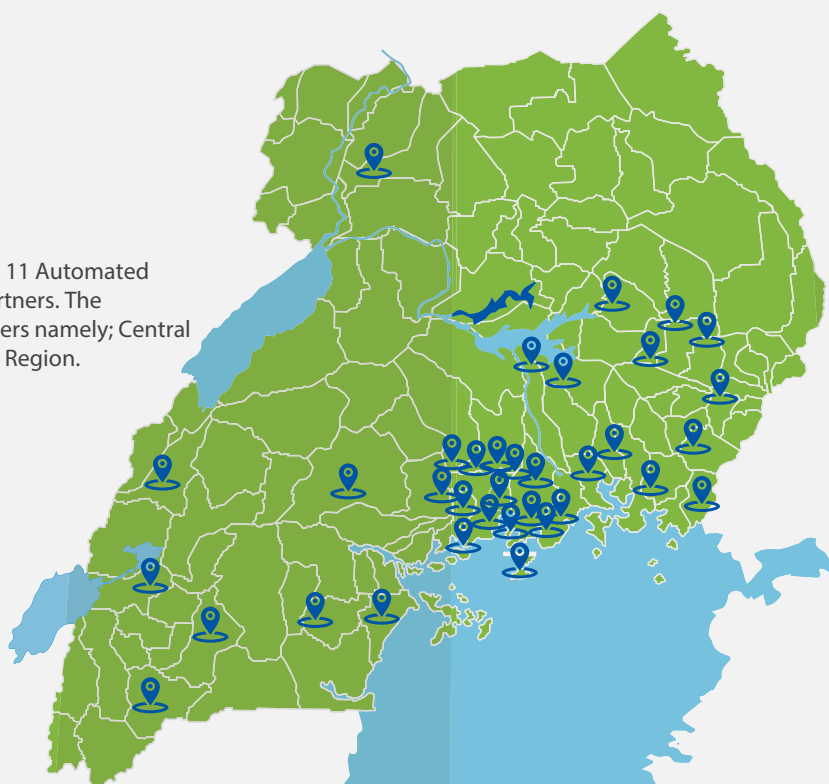 11 Automated
rtners. The
ers namely; Central
Region.